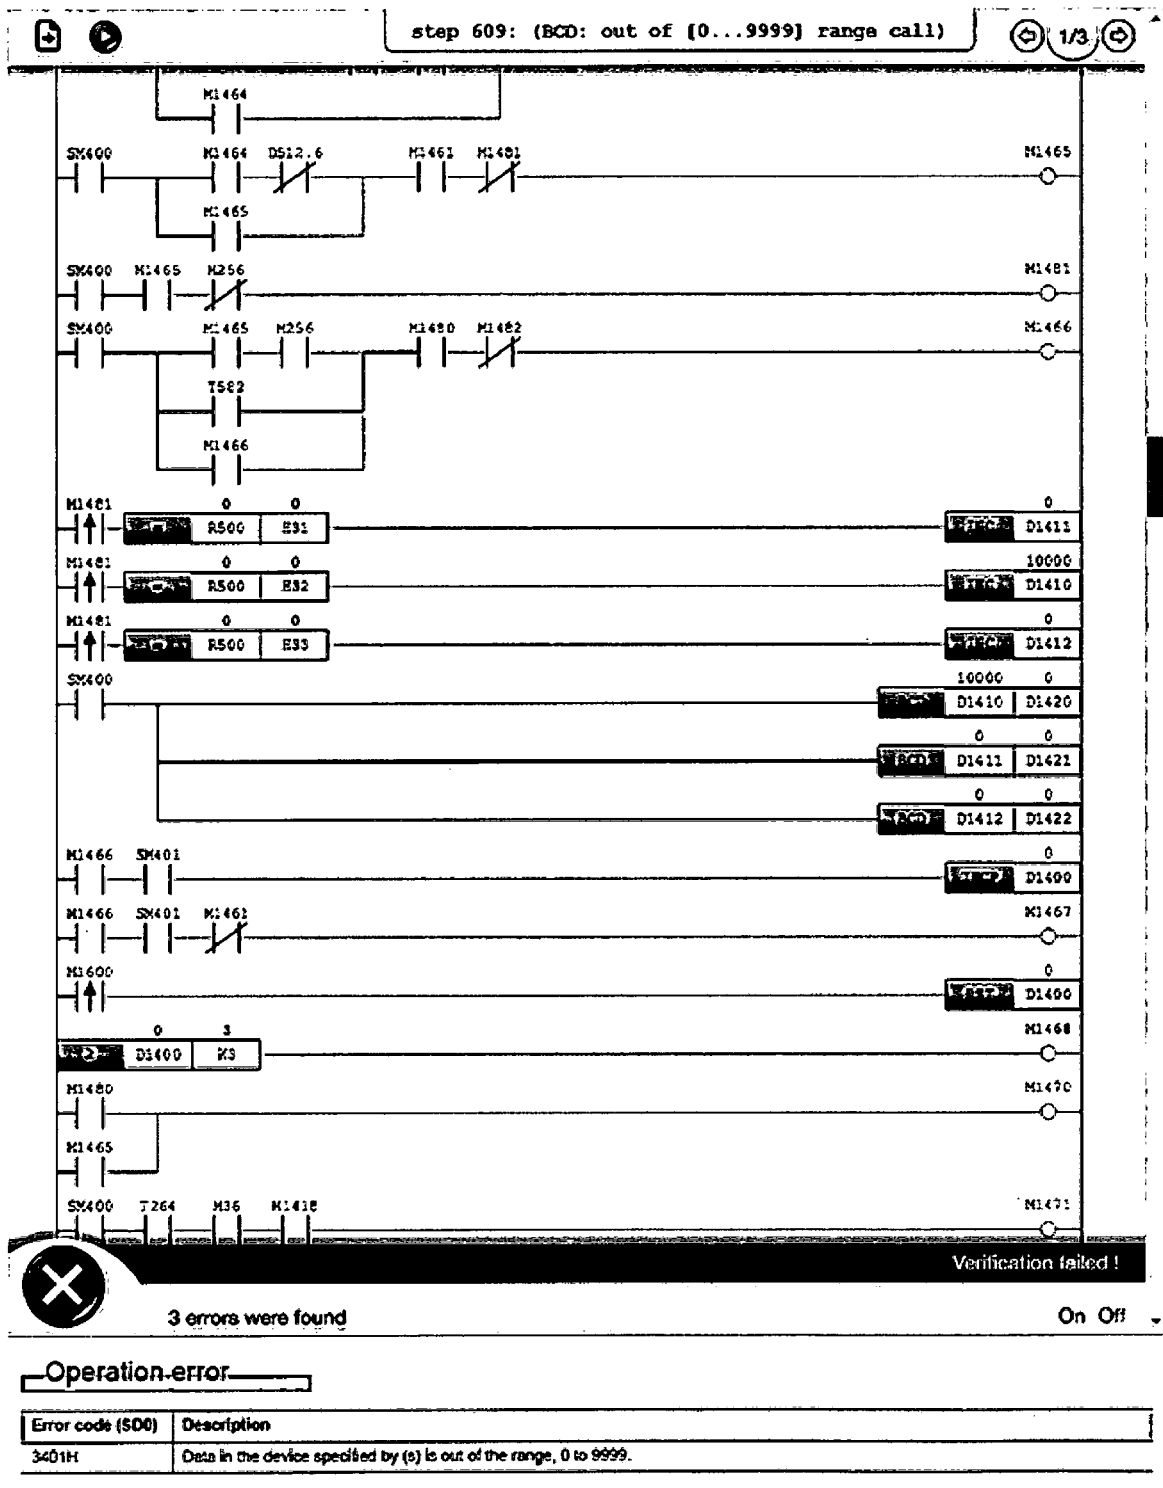 step 609: (BCD: out of [0...9999] range call)
1/3
M1464
SM400 M1464 D512.6 M1461 M1481 M1465
M1465
SM400 M1465 M256 M1481
SM400 M1465 M256 M1480 M1482 M1466
T582
M1466
M1481 0 0 0
R500 K31 D1411
M1481 0 0 10000
R500 K32 D1410
M1481 0 0 0
R500 K33 D1412
SM400 10000 0
D1410 D1420
0 0
BCD D1411 D1421
0 0
BCD D1412 D1422
M1466 SM401 0
D1400
M1466 SM401 M1461 M1467
M1600 0
RST D1400
0 3 M1468
D1400 K3
M1480 M1470
M1465
SM400 T264 M36 M1418 M1471
Verification failed !
3 errors were found On Off
Operation error
Error code (SD0) Description
3401H Data in the device specified by (s) is out of the range, 0 to 9999.